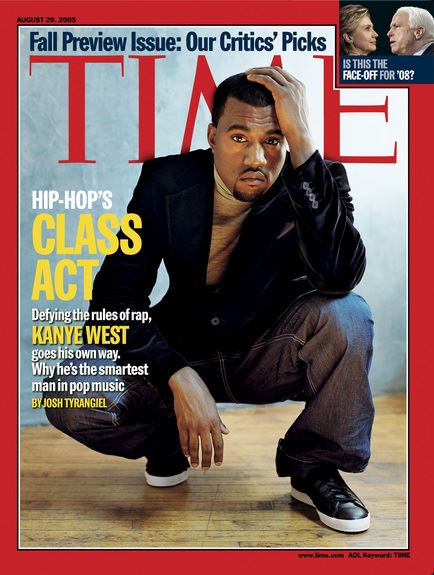 AUGUST 29, 2005
Fall Preview Issue: Our Critics' Picks
IS THIS THE
FACE-OFF FOR '08?
TIME
HIP-HOP'S
CLASS
ACT
Defying the rules of rap,
KANYE WEST
goes his own way.
Why he's the smartest
man in pop music
BY JOSH TYRANGIEL
www.time.com AOL Keyword: TIME